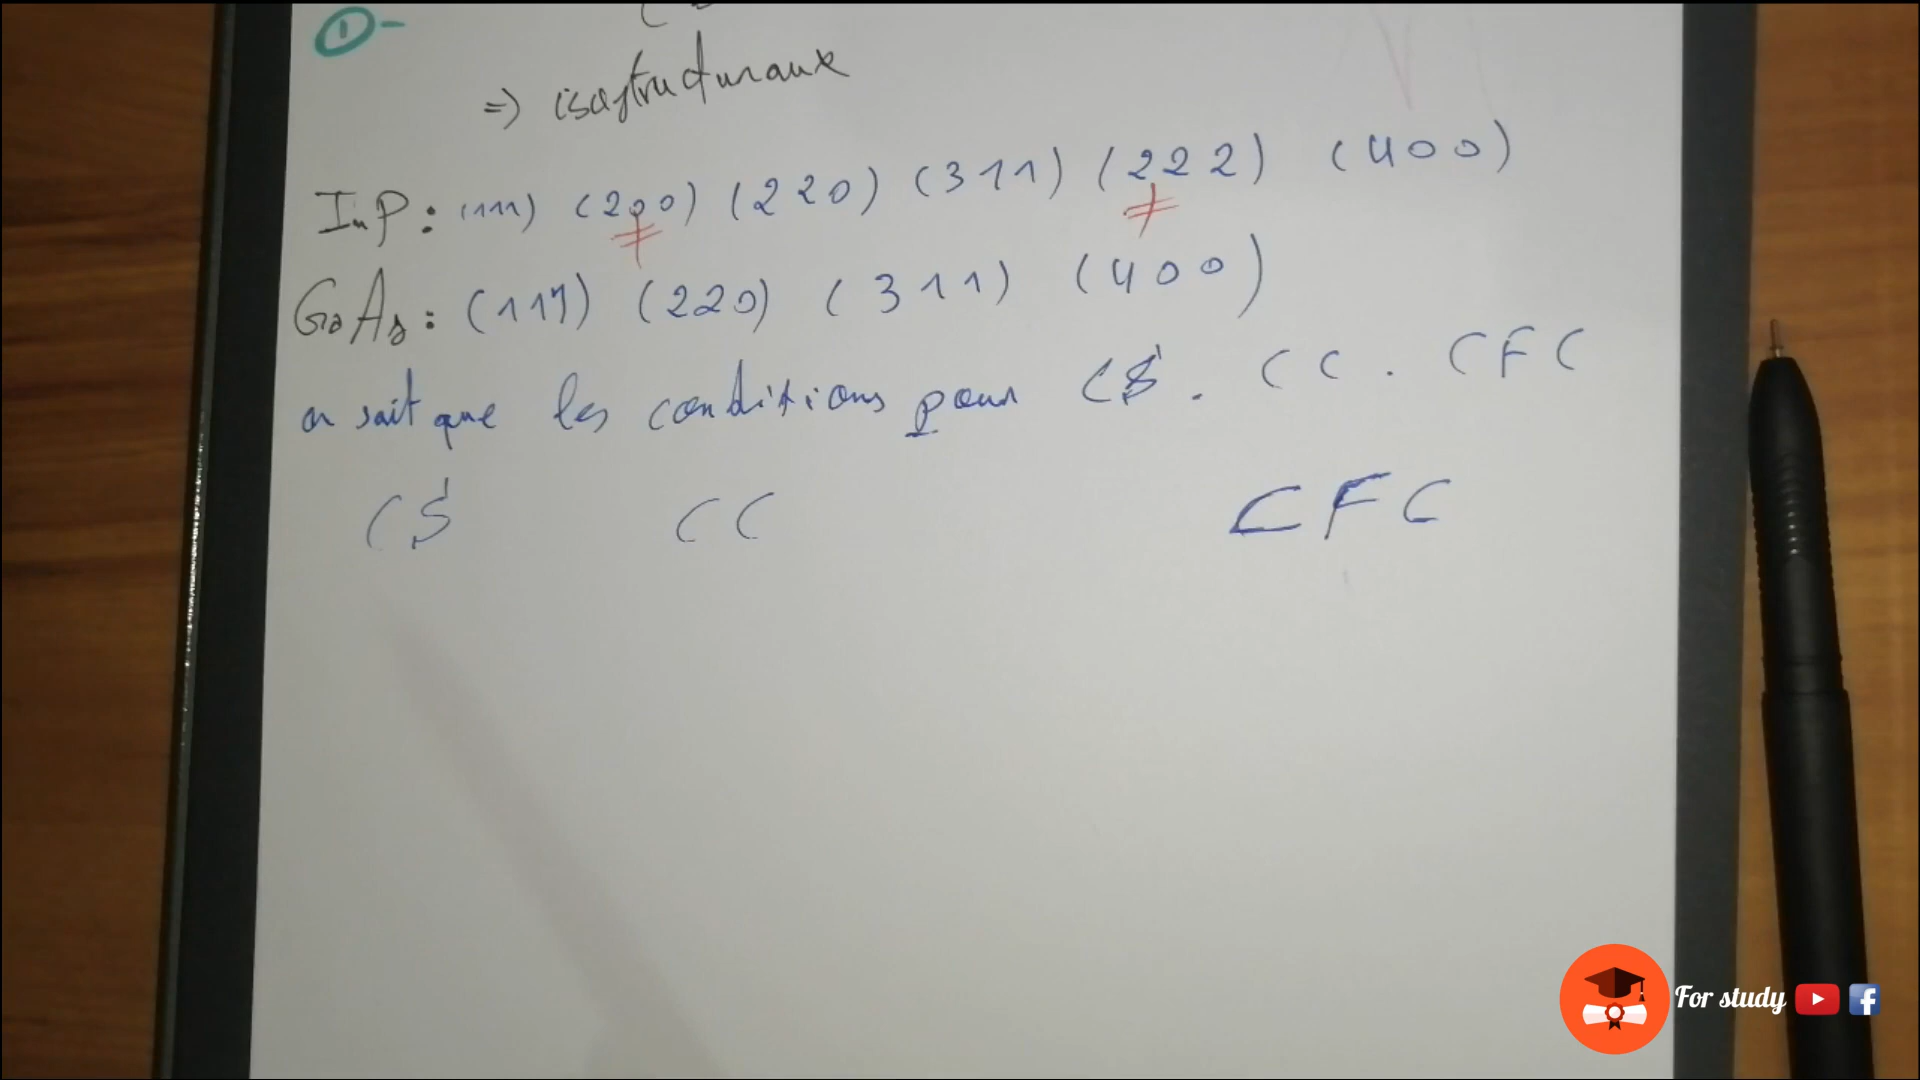 ①-
=> isostructuraux
InP: (111) (200) (220) (311) (222) (400)
GaAs: (111) (220) (311) (400)
on sait que les conditions pour CS. CC. CFC
CS CC CFC
For study